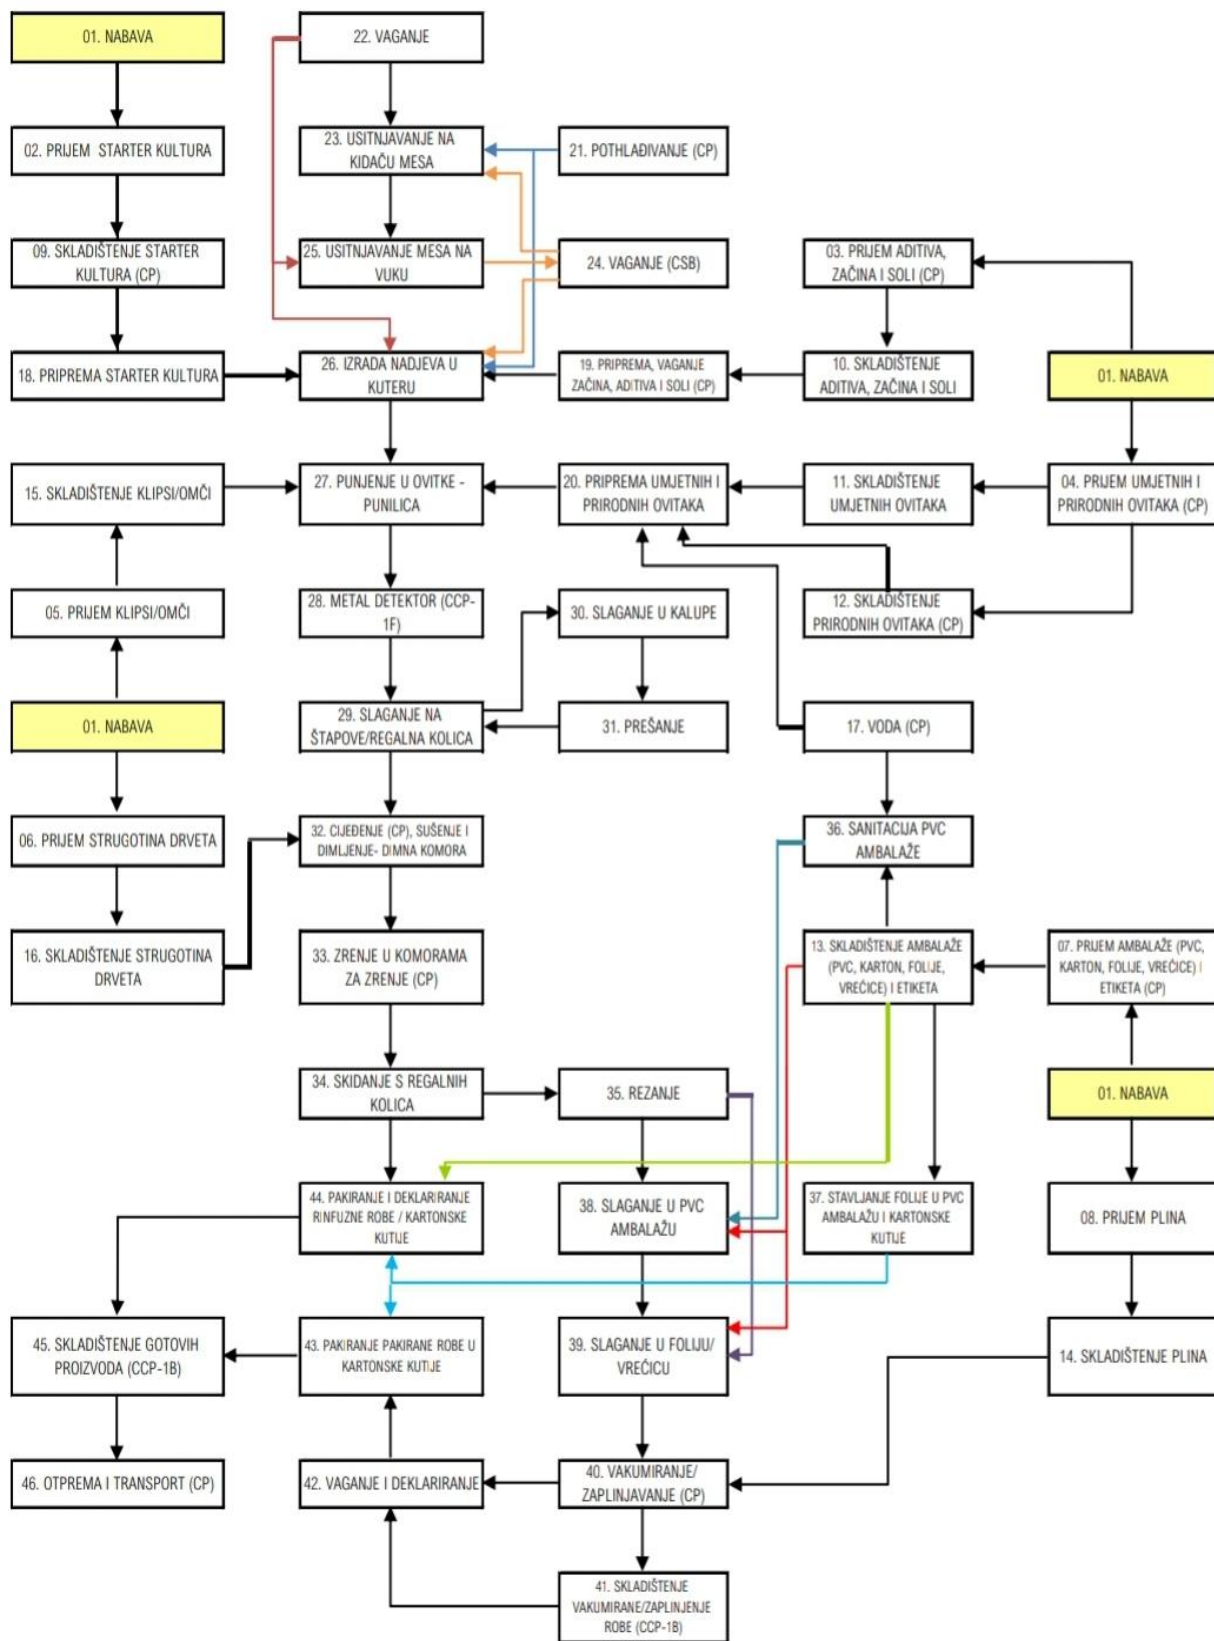 01. NABAVA
22. VAGANJE
02. PRIJEM STARTER KULTURA
23. USITNJAVANJE NA
KIDAČU MESA
21. POTHLAĐIVANJE (CP)
09. SKLADIŠTENJE STARTER
KULTURA (CP)
25. USITNJAVANJE MESA NA
VUKU
24. VAGANJE (CSB)
03. PRIJEM ADITIVA,
ZAČINA I SOLI (CP)
18. PRIPREMA STARTER KULTURA
26. IZRADA NADJEVA U
KUTERU
19. PRIPREMA, VAGANJE
ZAČINA, ADITIVA I SOLI (CP)
10. SKLADIŠTENJE
ADITIVA, ZAČINA I SOLI
01. NABAVA
15. SKLADIŠTENJE KLIPSI/OMČI
27. PUNJENJE U OVITKE -
PUNILICA
20. PRIPREMA UMJETNIH I
PRIRODNIH OVITAKA
11. SKLADIŠTENJE
UMJETNIH OVITAKA
04. PRIJEM UMJETNIH I
PRIRODNIH OVITAKA (CP)
05. PRIJEM KLIPSI/OMČI
28. METAL DETEKTOR (CCP-
1F)
30. SLAGANJE U KALUPE
12. SKLADIŠTENJE
PRIRODNIH OVITAKA (CP)
01. NABAVA
29. SLAGANJE NA
ŠTAPOVE/REGALNA KOLICA
31. PREŠANJE
17. VODA (CP)
06. PRIJEM STRUGOTINA DRVETA
32. CIJEĐENJE (CP), SUŠENJE I
DIMLJENJE- DIMNA KOMORA
36. SANITACIJA PVC
AMBALAŽE
16. SKLADIŠTENJE STRUGOTINA
DRVETA
33. ZRENJE U KOMORAMA
ZA ZRENJE (CP)
13. SKLADIŠTENJE AMBALAŽE
(PVC, KARTON, FOLIJE,
VREĆICE) I ETIKETA
07. PRIJEM AMBALAŽE (PVC,
KARTON, FOLIJE, VREĆICE) I
ETIKETA (CP)
34. SKIDANJE S REGALNIH
KOLICA
35. REZANJE
01. NABAVA
44. PAKIRANJE I DEKLARIRANJE
RINFUZNE ROBE / KARTONSKE
KUTIJE
38. SLAGANJE U PVC
AMBALAŽU
37. STAVLJANJE FOLIJE U PVC
AMBALAŽU I KARTONSKE
KUTIJE
08. PRIJEM PLINA
45. SKLADIŠTENJE GOTOVIH
PROIZVODA (CCP-1B)
43. PAKIRANJE PAKIRANE ROBE U
KARTONSKE KUTIJE
39. SLAGANJE U FOLIJU/
VREĆICU
14. SKLADIŠTENJE PLINA
46. OTPREMA I TRANSPORT (CP)
42. VAGANJE I DEKLARIRANJE
40. VAKUMIRANJE/
ZAPLINJAVANJE (CP)
41. SKLADIŠTENJE
VAKUMIRANE/ZAPLINJENJE
ROBE (CCP-1B)